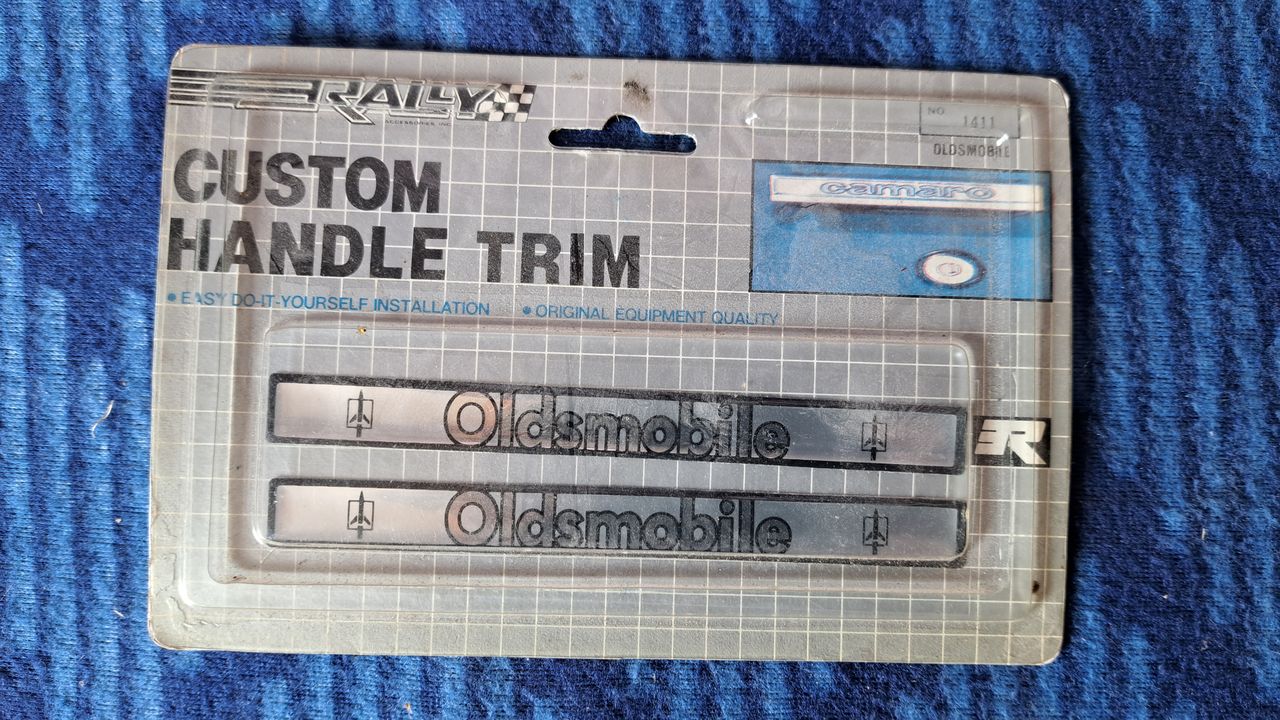 RALLY
ACCESSORIES, INC.
NO. 1411
OLDSMOBILE
CUSTOM
HANDLE TRIM
camaro
• EASY DO-IT-YOURSELF INSTALLATION • ORIGINAL EQUIPMENT QUALITY
Oldsmobile
R
Oldsmobile